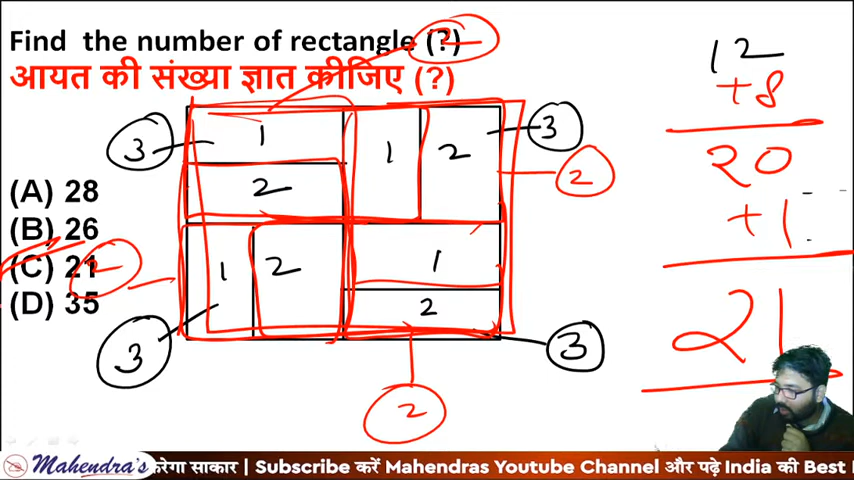 Find the number of rectangle (?)
2
आयत की संख्या ज्ञात कीजिए (?)
(A) 28
(B) 26
(C) 21
(D) 35
3
1
2
1 2
3
2
2
1 2
1
2
3
3
2
12
+8
20
+1
21
Mahendra's
करेगा साकार | Subscribe करें Mahendras Youtube Channel और पढ़े India की Best